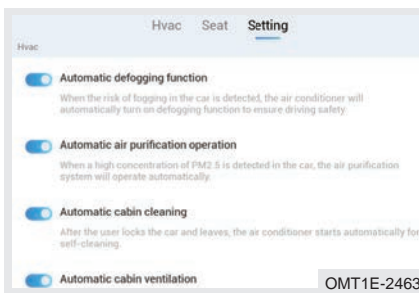 Hvac Seat Setting
Hvac
Automatic defogging function
When the risk of fogging in the car is detected, the air conditioner will
automatically turn on defogging function to ensure driving safety
Automatic air purification operation
When a high concentration of PM2.5 is detected in the car, the air purification
system will operate automatically.
Automatic cabin cleaning
After the user locks the car and leaves, the air conditioner starts automatically for
self-cleaning.
Automatic cabin ventilation
OMT1E-2463